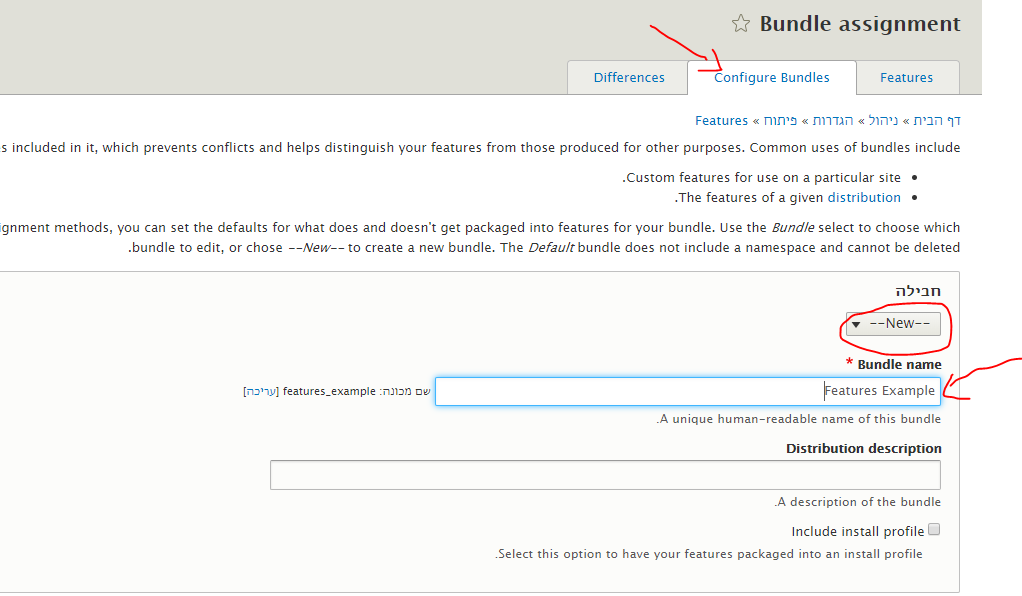 Bundle assignment
Features
Configure Bundles
Differences
דף הבית » ניהול » הגדרות » פיתוח » Features
included in it, which prevents conflicts and helps distinguish your features from those produced for other purposes. Common uses of bundles include
Custom features for use on a particular site.
The features of a given distribution.
methods, you can set the defaults for what does and doesn't get packaged into features for your bundle. Use the Bundle select to choose which
bundle to edit, or chose --New-- to create a new bundle. The Default bundle does not include a namespace and cannot be deleted.
חבילה
--New--
Bundle name *
Features Example
שם מכונה: features_example [עריכה]
A unique human-readable name of this bundle.
Distribution description
A description of the bundle.
Include install profile
Select this option to have your features packaged into an install profile.